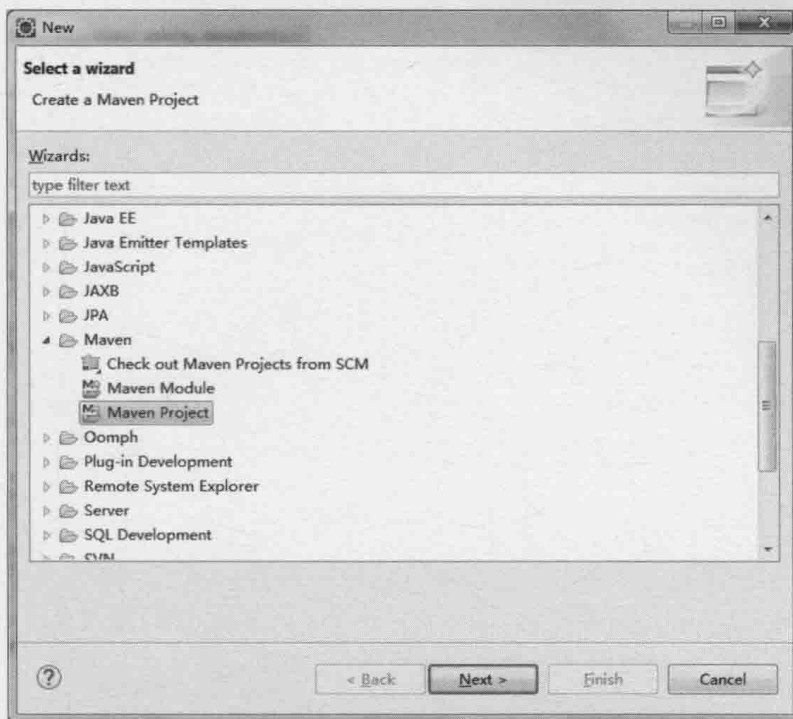 New
Select a wizard
Create a Maven Project
Wizards:
type filter text
Java EE
Java Emitter Templates
JavaScript
JAXB
JPA
Maven
Check out Maven Projects from SCM
Maven Module
Maven Project
Oomph
Plug-in Development
Remote System Explorer
Server
SQL Development
SVN
?
< Back
Next >
Finish
Cancel